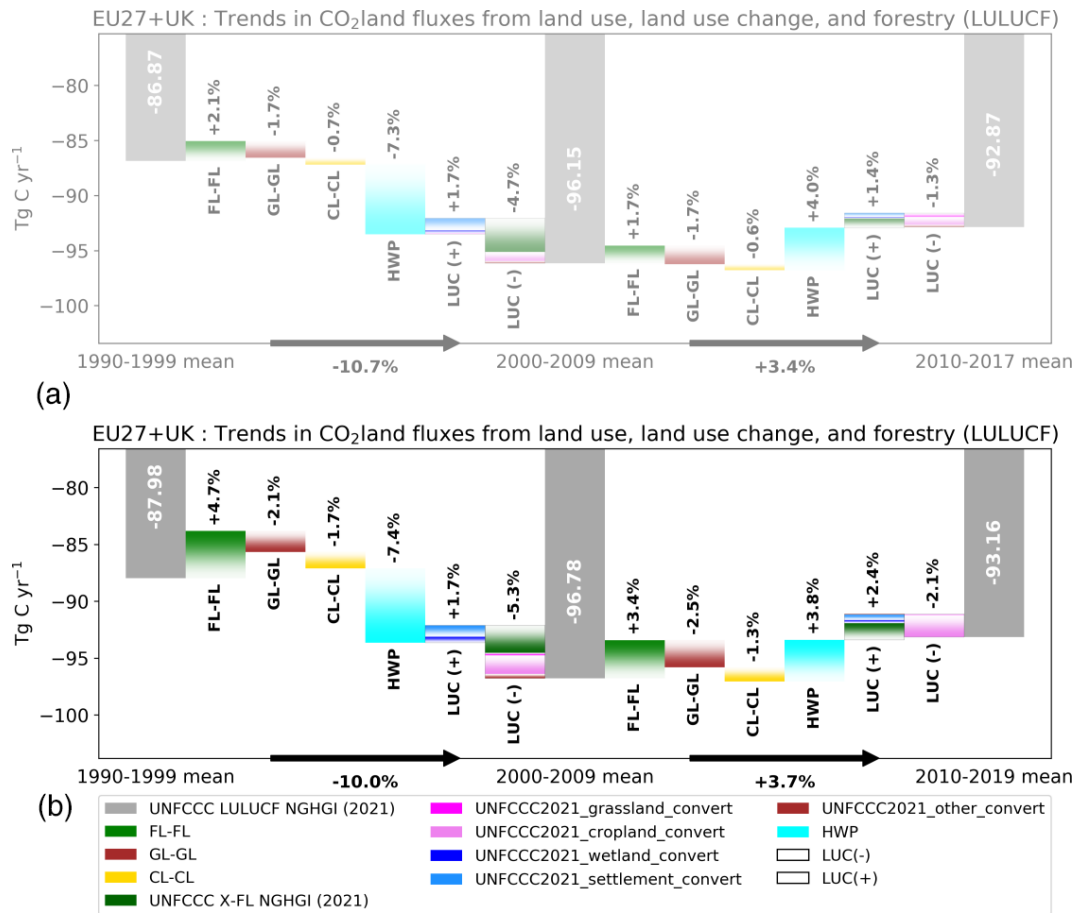 EU27+UK : Trends in CO₂land fluxes from land use, land use change, and forestry (LULUCF)
Tg C yr⁻¹
−80
−85
−90
−95
−100
-86.87
+2.1%
FL-FL
-1.7%
GL-GL
-0.7%
CL-CL
-7.3%
HWP
+1.7%
LUC (+)
-4.7%
LUC (-)
-96.15
+1.7%
FL-FL
-1.7%
GL-GL
-0.6%
CL-CL
+4.0%
HWP
+1.4%
LUC (+)
-1.3%
LUC (-)
-92.87
1990-1999 mean
-10.7%
2000-2009 mean
+3.4%
2010-2017 mean
(a)
EU27+UK : Trends in CO₂land fluxes from land use, land use change, and forestry (LULUCF)
Tg C yr⁻¹
−80
−85
−90
−95
−100
-87.98
+4.7%
FL-FL
-2.1%
GL-GL
-1.7%
CL-CL
-7.4%
HWP
+1.7%
LUC (+)
-5.3%
LUC (-)
-96.78
+3.4%
FL-FL
-2.5%
GL-GL
-1.3%
CL-CL
+3.8%
HWP
+2.4%
LUC (+)
-2.1%
LUC (-)
-93.16
1990-1999 mean
-10.0%
2000-2009 mean
+3.7%
2010-2019 mean
(b)
UNFCCC LULUCF NGHGI (2021)
FL-FL
GL-GL
CL-CL
UNFCCC X-FL NGHGI (2021)
UNFCCC2021_grassland_convert
UNFCCC2021_cropland_convert
UNFCCC2021_wetland_convert
UNFCCC2021_settlement_convert
UNFCCC2021_other_convert
HWP
LUC(-)
LUC(+)